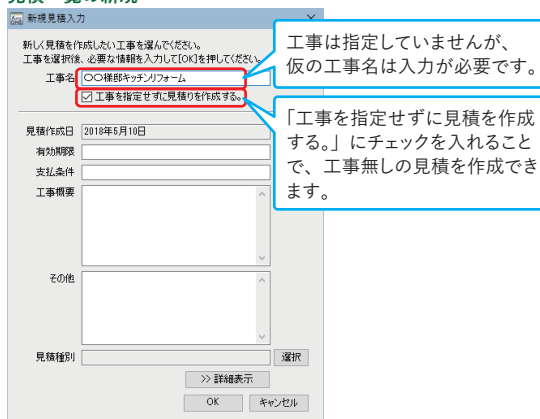 新規見積入力
新しく見積を作成したい工事を選んでください。
工事を選択後、必要な情報を入力して[OK]を押してください。
工事名 〇〇様邸キッチンリフォーム
工事を指定せずに見積りを作成する。
見積作成日 2018年5月10日
有効期限
支払条件
工事概要
その他
見積種別 選択
>> 詳細表示
OK キャンセル
工事は指定していませんが、
仮の工事名は入力が必要です。
「工事を指定せずに見積を作成
する。」にチェックを入れること
で、工事無しの見積を作成でき
ます。